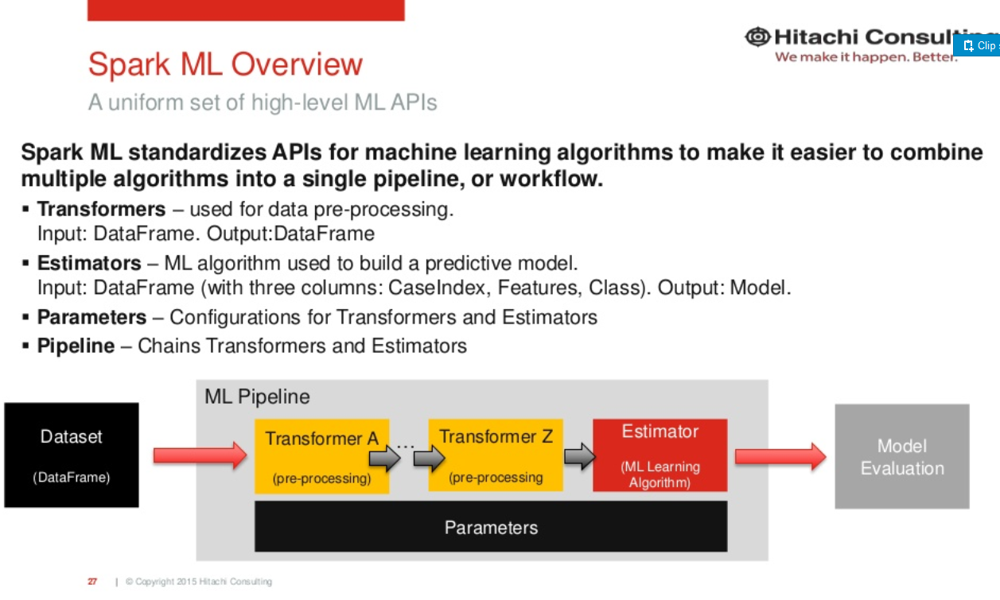 Hitachi Consulting
We make it happen. Better.
Clip
Spark ML Overview
A uniform set of high-level ML APIs
Spark ML standardizes APIs for machine learning algorithms to make it easier to combine
multiple algorithms into a single pipeline, or workflow.
▪ Transformers – used for data pre-processing.
Input: DataFrame. Output:DataFrame
▪ Estimators – ML algorithm used to build a predictive model.
Input: DataFrame (with three columns: CaseIndex, Features, Class). Output: Model.
▪ Parameters – Configurations for Transformers and Estimators
▪ Pipeline – Chains Transformers and Estimators
ML Pipeline
Dataset
(DataFrame)
Transformer A
(pre-processing)
...
Transformer Z
(pre-processing
Estimator
(ML Learning
Algorithm)
Parameters
Model
Evaluation
27 | © Copyright 2015 Hitachi Consulting